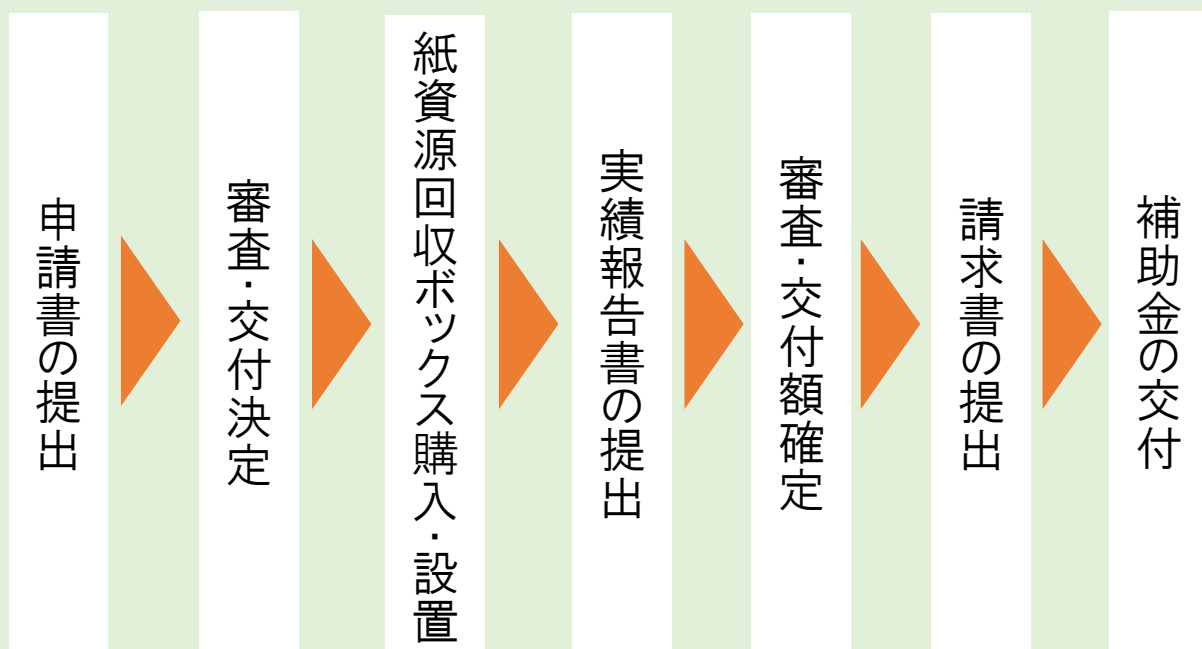 申請書の提出
審査・交付決定
紙資源回収ボックス購入・設置
実績報告書の提出
審査・交付額確定
請求書の提出
補助金の交付